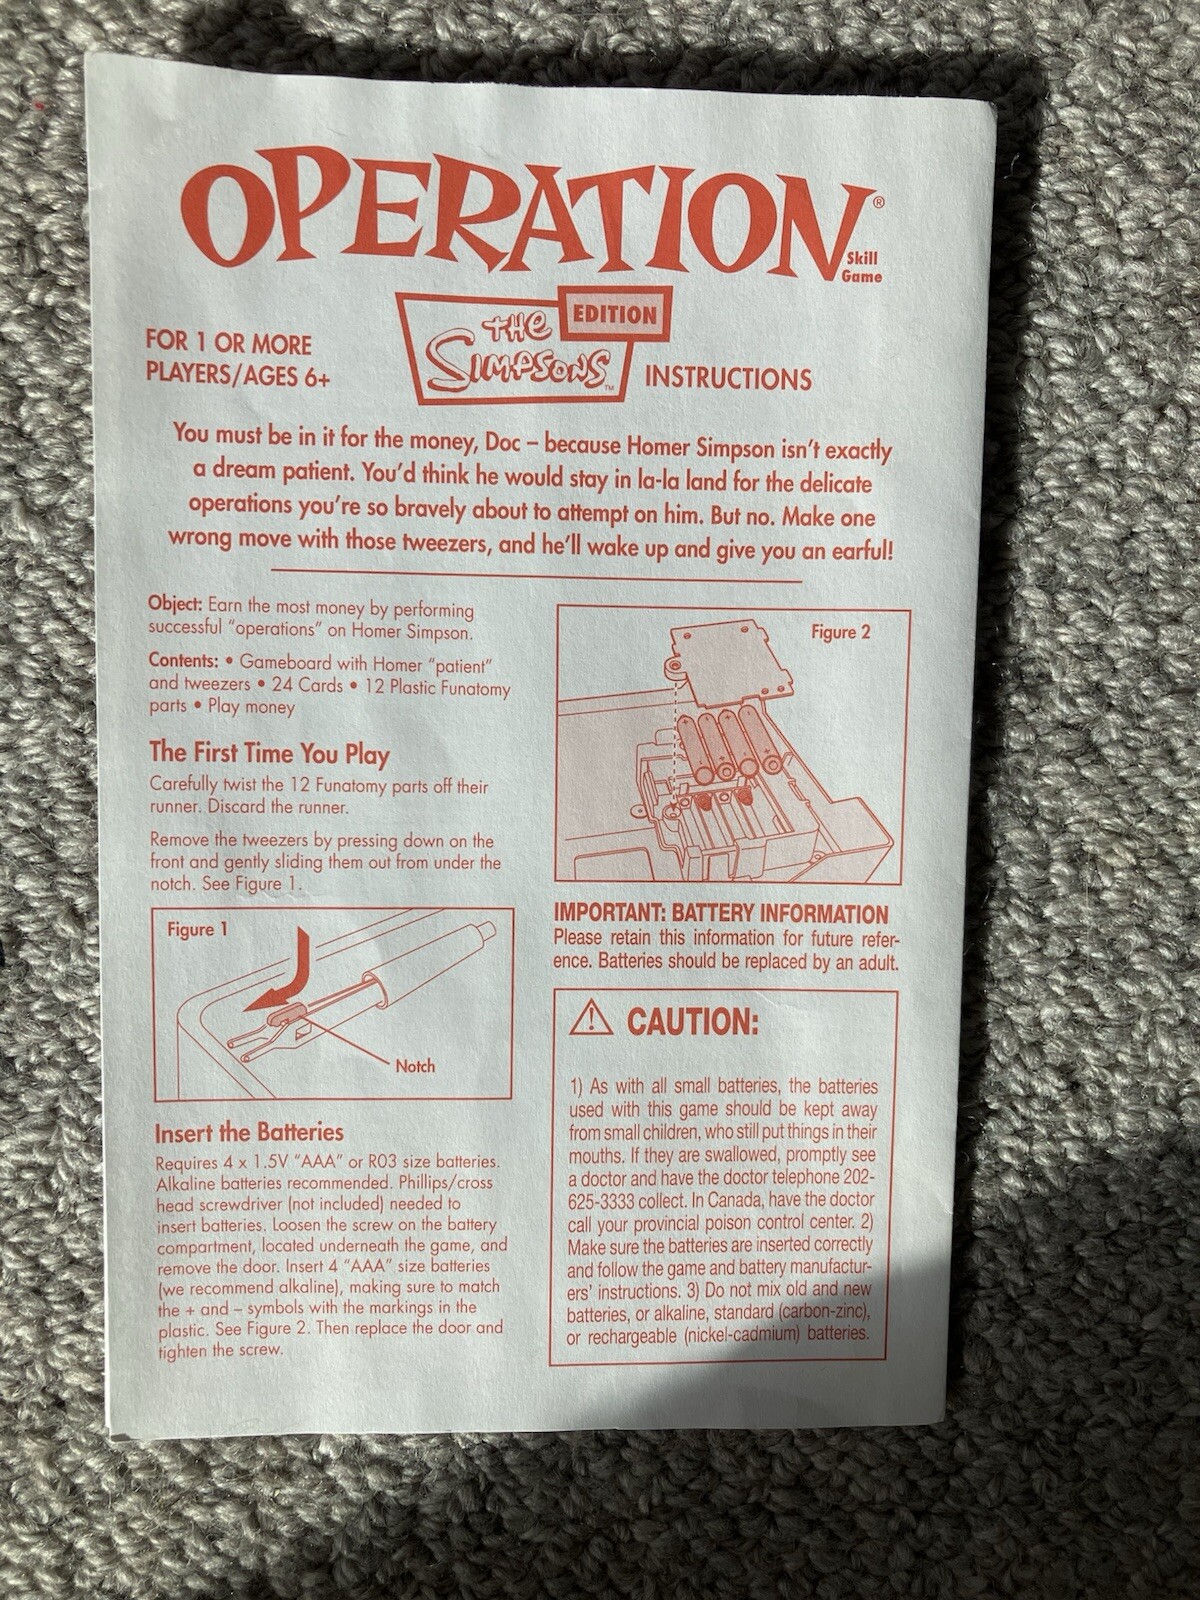 OPERATION®
Skill
Game
FOR 1 OR MORE
PLAYERS/AGES 6+
THE
SIMPSONS™
EDITION
INSTRUCTIONS
You must be in it for the money, Doc – because Homer Simpson isn't exactly
a dream patient. You'd think he would stay in la-la land for the delicate
operations you're so bravely about to attempt on him. But no. Make one
wrong move with those tweezers, and he'll wake up and give you an earful!
Object: Earn the most money by performing
successful "operations" on Homer Simpson.
Contents: • Gameboard with Homer "patient"
and tweezers • 24 Cards • 12 Plastic Funatomy
parts • Play money
The First Time You Play
Carefully twist the 12 Funatomy parts off their
runner. Discard the runner.
Remove the tweezers by pressing down on the
front and gently sliding them out from under the
notch. See Figure 1.
Figure 1
Notch
Insert the Batteries
Requires 4 x 1.5V "AAA" or R03 size batteries.
Alkaline batteries recommended. Phillips/cross
head screwdriver (not included) needed to
insert batteries. Loosen the screw on the battery
compartment, located underneath the game, and
remove the door. Insert 4 "AAA" size batteries
(we recommend alkaline), making sure to match
the + and – symbols with the markings in the
plastic. See Figure 2. Then replace the door and
tighten the screw.
Figure 2
IMPORTANT: BATTERY INFORMATION
Please retain this information for future refer-
ence. Batteries should be replaced by an adult.
CAUTION:
1) As with all small batteries, the batteries
used with this game should be kept away
from small children, who still put things in their
mouths. If they are swallowed, promptly see
a doctor and have the doctor telephone 202-
625-3333 collect. In Canada, have the doctor
call your provincial poison control center. 2)
Make sure the batteries are inserted correctly
and follow the game and battery manufactur-
ers' instructions. 3) Do not mix old and new
batteries, or alkaline, standard (carbon-zinc),
or rechargeable (nickel-cadmium) batteries.